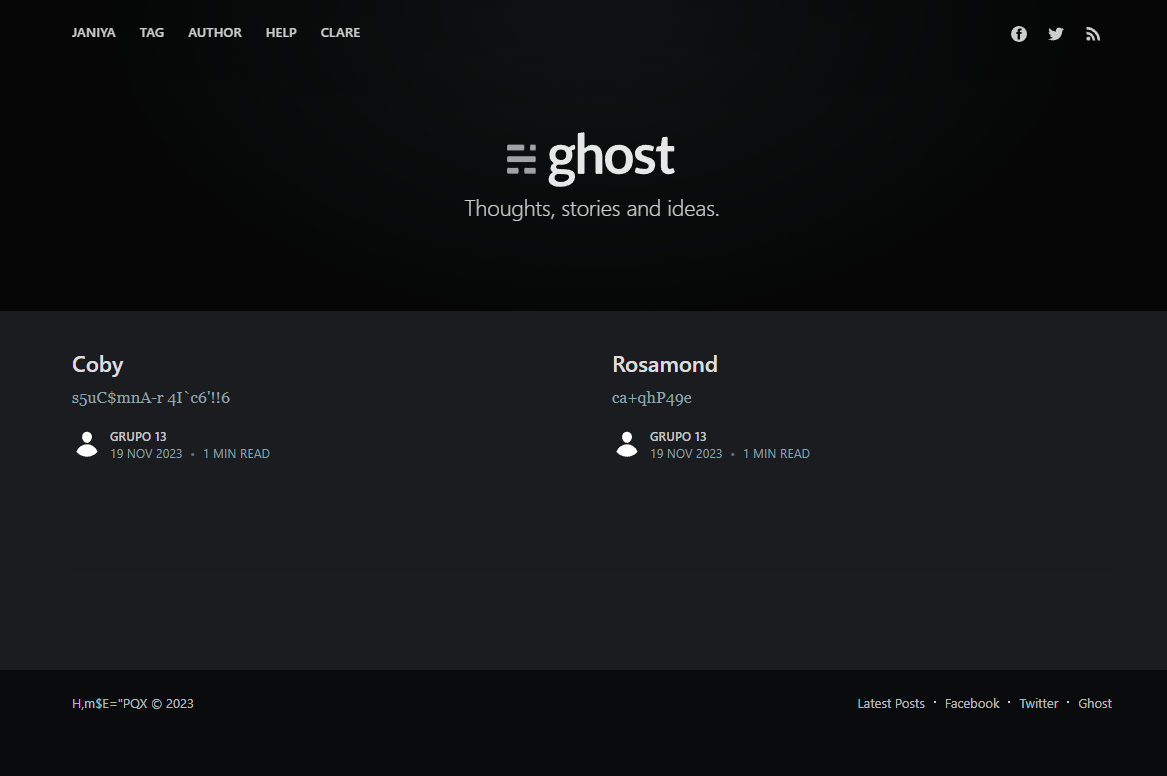 JANIYA TAG AUTHOR HELP CLARE
ghost
Thoughts, stories and ideas.
Coby
s5uC$mnA-r 4I`c6'!!6
GRUPO 13
19 NOV 2023 • 1 MIN READ
Rosamond
ca+qhP49e
GRUPO 13
19 NOV 2023 • 1 MIN READ
H,m$E="PQX © 2023
Latest Posts · Facebook · Twitter · Ghost